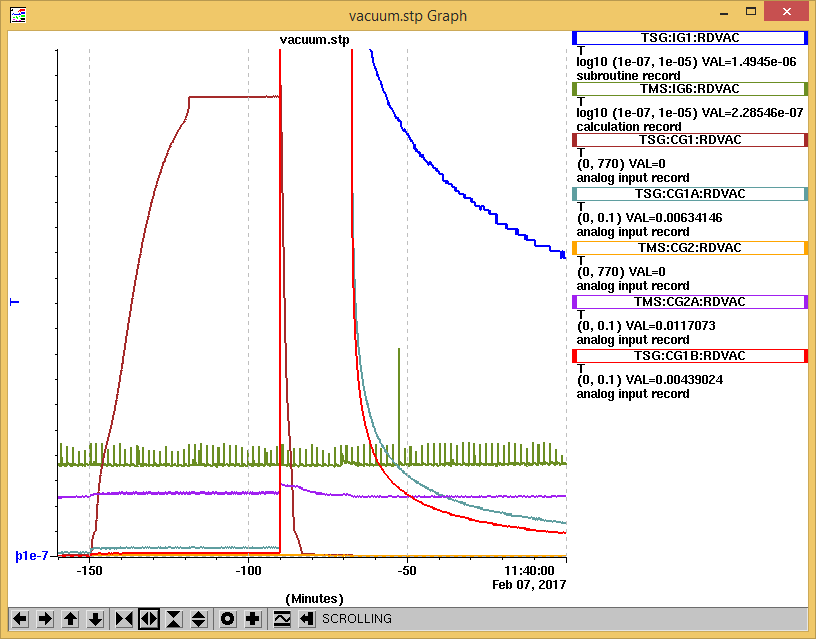 vacuum.stp Graph
vacuum.stp
T
þ1e-7
-150
-100
-50
11:40:00
Feb 07, 2017
(Minutes)
TSG:IG1:RDVAC
T
log10 (1e-07, 1e-05) VAL=1.4945e-06
subroutine record
TMS:IG6:RDVAC
T
log10 (1e-07, 1e-05) VAL=2.28546e-07
calculation record
TSG:CG1:RDVAC
T
(0, 770) VAL=0
analog input record
TSG:CG1A:RDVAC
T
(0, 0.1) VAL=0.00634146
analog input record
TMS:CG2:RDVAC
T
(0, 770) VAL=0
analog input record
TMS:CG2A:RDVAC
T
(0, 0.1) VAL=0.0117073
analog input record
TSG:CG1B:RDVAC
T
(0, 0.1) VAL=0.00439024
analog input record
SCROLLING